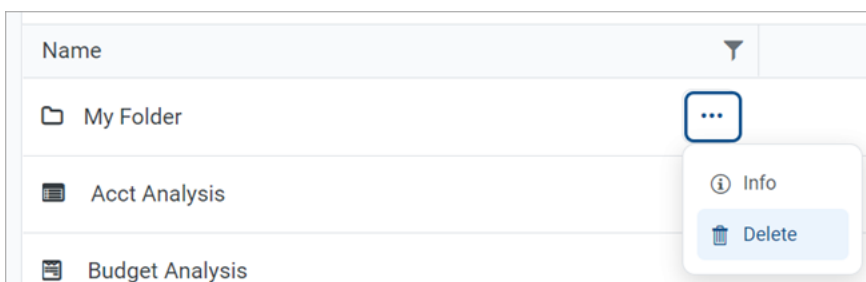 Name
My Folder
Acct Analysis
Info
Delete
Budget Analysis